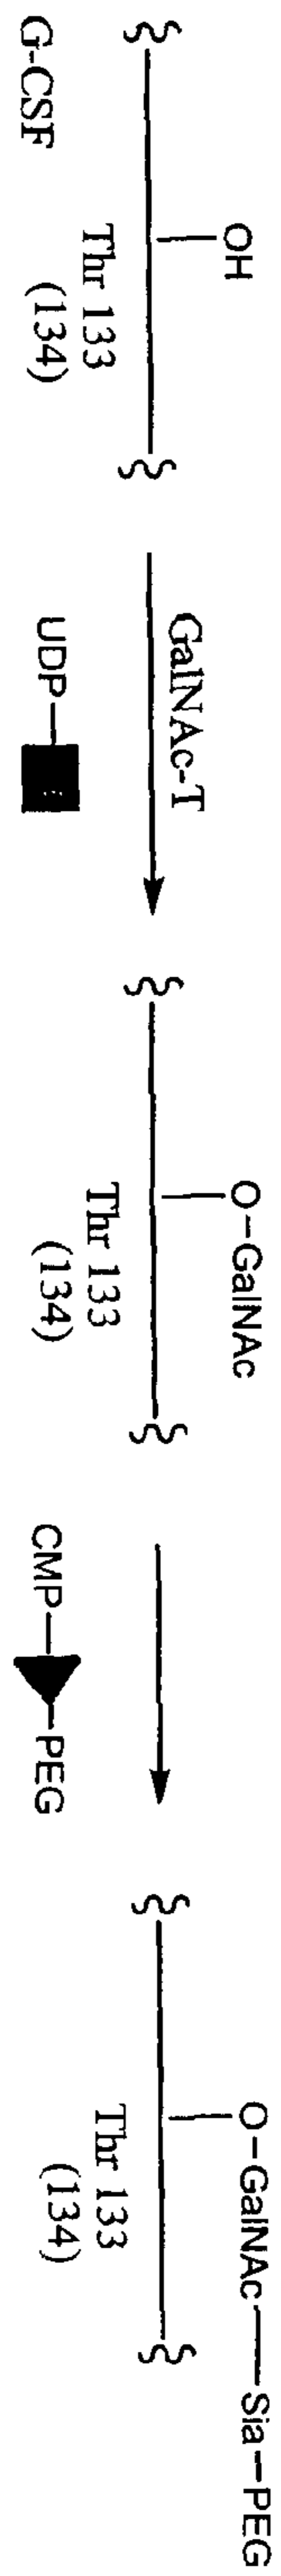 OH
Thr 133
(134)
G-CSF
GalNAc-T
UDP
O-GalNAc
Thr 133
(134)
CMP
PEG
O-GalNAc-Sia-PEG
Thr 133
(134)